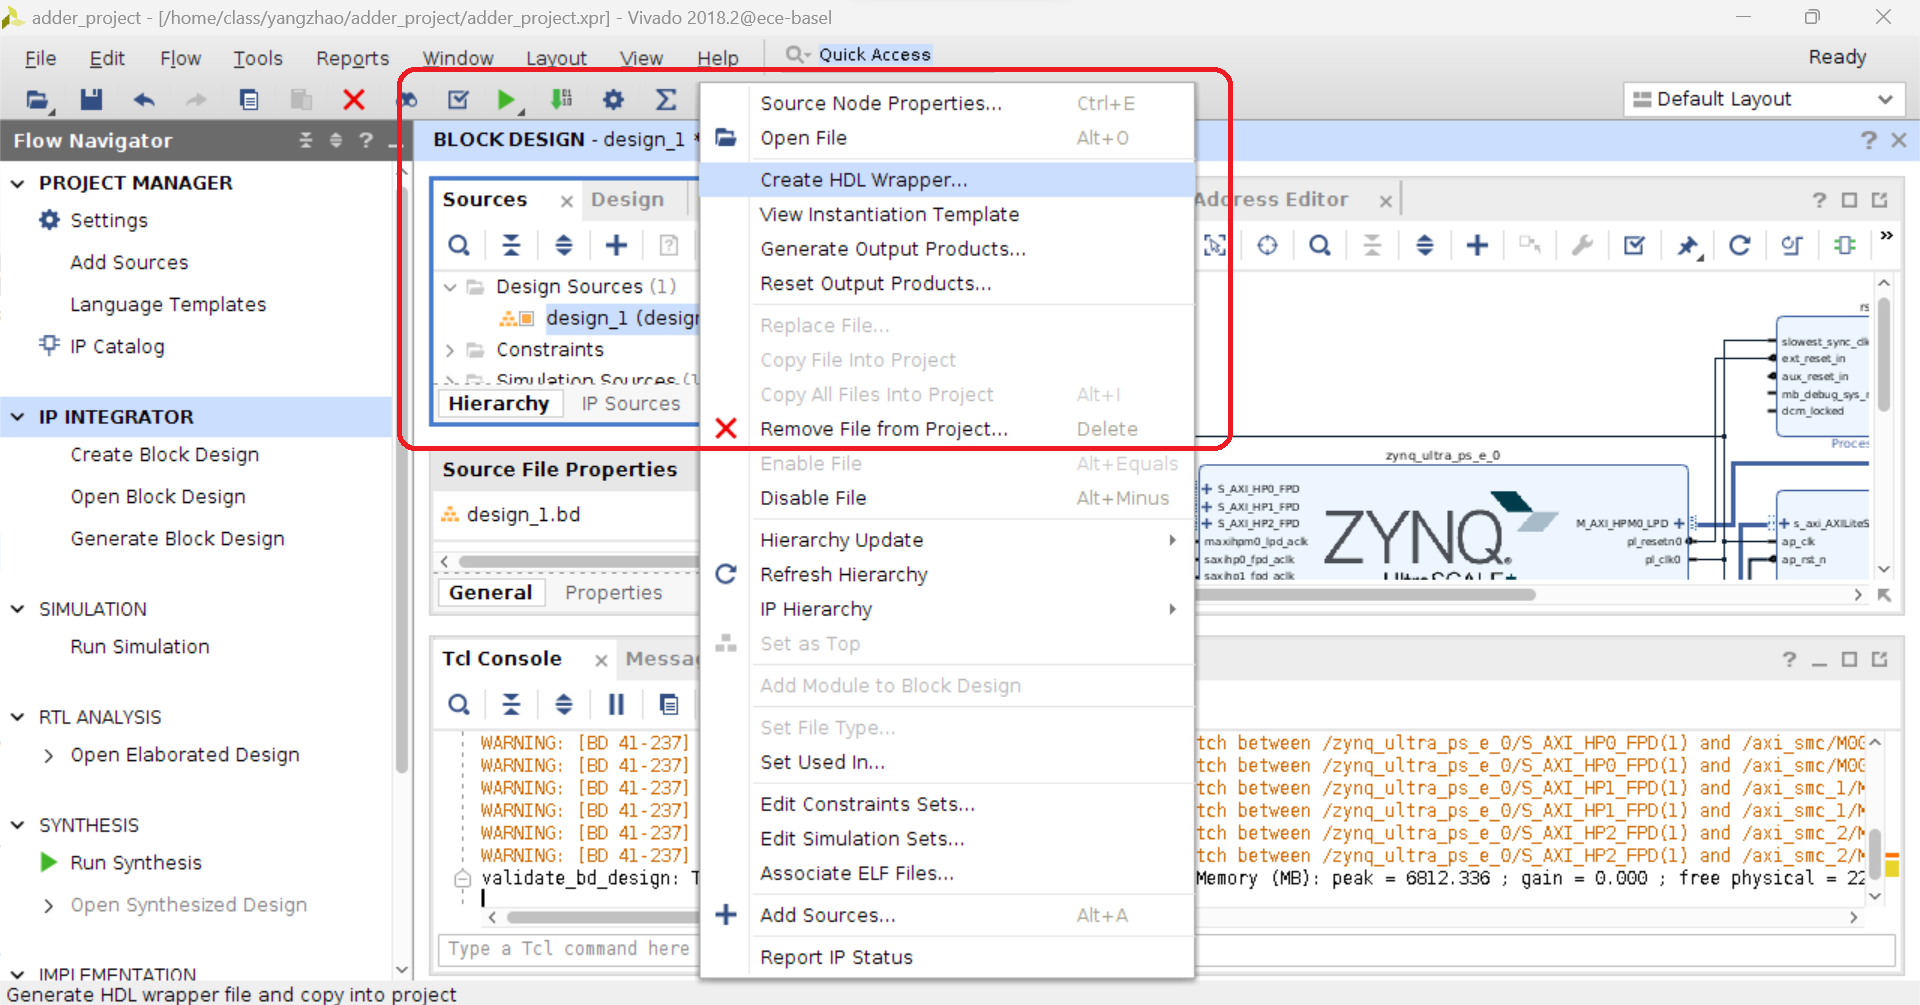 adder_project - [/home/class/yangzhao/adder_project/adder_project.xpr] - Vivado 2018.2@ece-basel
File Edit Flow Tools Reports Window Layout View Help Quick Access Ready
Default Layout
Flow Navigator
PROJECT MANAGER
Settings
Add Sources
Language Templates
IP Catalog
IP INTEGRATOR
Create Block Design
Open Block Design
Generate Block Design
SIMULATION
Run Simulation
RTL ANALYSIS
Open Elaborated Design
SYNTHESIS
Run Synthesis
Open Synthesized Design
IMPLEMENTATION
BLOCK DESIGN - design_1 *
Sources Design
Design Sources (1)
design_1 (design
Constraints
Simulation Sources (1
Hierarchy IP Sources
Source File Properties
design_1.bd
General Properties
Source Node Properties... Ctrl+E
Open File Alt+O
Create HDL Wrapper...
View Instantiation Template
Generate Output Products...
Reset Output Products...
Replace File...
Copy File Into Project
Copy All Files Into Project Alt+I
Remove File from Project... Delete
Enable File Alt+Equals
Disable File Alt+Minus
Hierarchy Update
Refresh Hierarchy
IP Hierarchy
Set as Top
Add Module to Block Design
Set File Type...
Set Used In...
Edit Constraints Sets...
Edit Simulation Sets...
Associate ELF Files...
Add Sources... Alt+A
Report IP Status
Address Editor
rs
slowest_sync_clk
ext_reset_in
aux_reset_in
mb_debug_sys_r
dcm_locked
Proces
zynq_ultra_ps_e_0
S_AXI_HP0_FPD
S_AXI_HP1_FPD
S_AXI_HP2_FPD
maxihpm0_lpd_aclk
saxihp0_fpd_aclk
saxihp1_fpd_aclk
ZYNQ
UltraSCALE+
M_AXI_HPM0_LPD
pl_resetn0
pl_clk0
s_axi_AXILiteS
ap_clk
ap_rst_n
Tcl Console Messag
WARNING: [BD 41-237] tch between /zynq_ultra_ps_e_0/S_AXI_HP0_FPD(1) and /axi_smc/M00
WARNING: [BD 41-237] tch between /zynq_ultra_ps_e_0/S_AXI_HP0_FPD(1) and /axi_smc/M00
WARNING: [BD 41-237] tch between /zynq_ultra_ps_e_0/S_AXI_HP1_FPD(1) and /axi_smc_1/M
WARNING: [BD 41-237] tch between /zynq_ultra_ps_e_0/S_AXI_HP1_FPD(1) and /axi_smc_1/M
WARNING: [BD 41-237] tch between /zynq_ultra_ps_e_0/S_AXI_HP2_FPD(1) and /axi_smc_2/M
WARNING: [BD 41-237] tch between /zynq_ultra_ps_e_0/S_AXI_HP2_FPD(1) and /axi_smc_2/M
validate_bd_design: T Memory (MB): peak = 6812.336 ; gain = 0.000 ; free physical = 22
Type a Tcl command here
Generate HDL wrapper file and copy into project